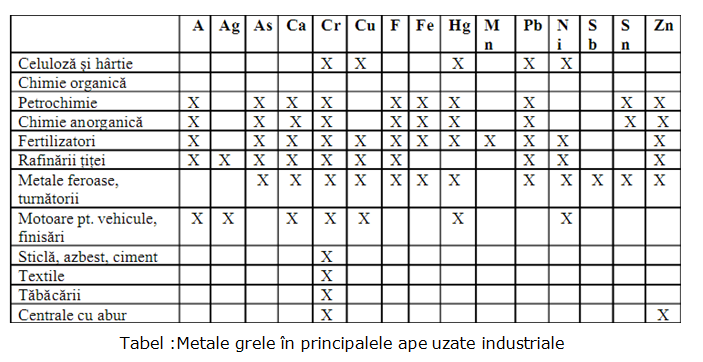 A Ag As Ca Cr Cu F Fe Hg M Pb N S S Zn
n i b n
Celuloză şi hârtie X X X X X
Chimie organică
Petrochimie X X X X X X X X X X
Chimie anorganică X X X X X X X X X X
Fertilizatori X X X X X X X X X X X X
Rafinării ţiţei X X X X X X X X X X
Metale feroase, X X X X X X X X X X X X
turnătorii
Motoare pt. vehicule, X X X X X X X
finisări
Sticlă, azbest, ciment X
Textile X
Tăbăcării X
Centrale cu abur X X
Tabel :Metale grele în principalele ape uzate industriale